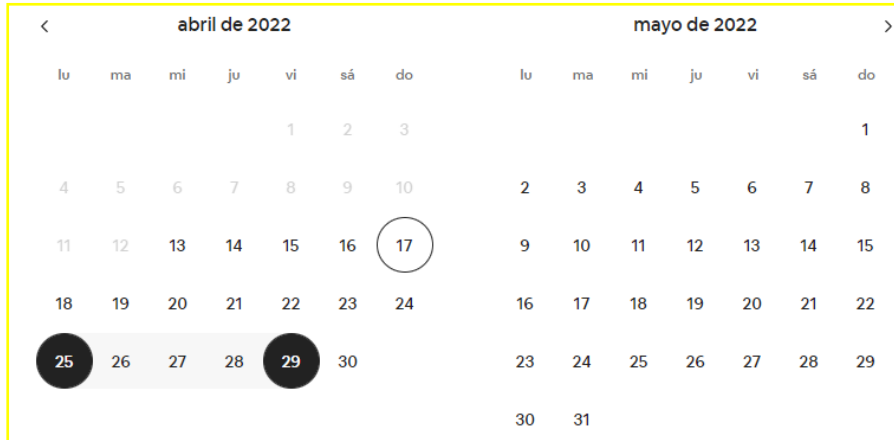 abril de 2022
lu ma mi ju vi sá do
1 2 3
4 5 6 7 8 9 10
11 12 13 14 15 16 17
18 19 20 21 22 23 24
25 26 27 28 29 30
mayo de 2022
lu ma mi ju vi sá do
1
2 3 4 5 6 7 8
9 10 11 12 13 14 15
16 17 18 19 20 21 22
23 24 25 26 27 28 29
30 31